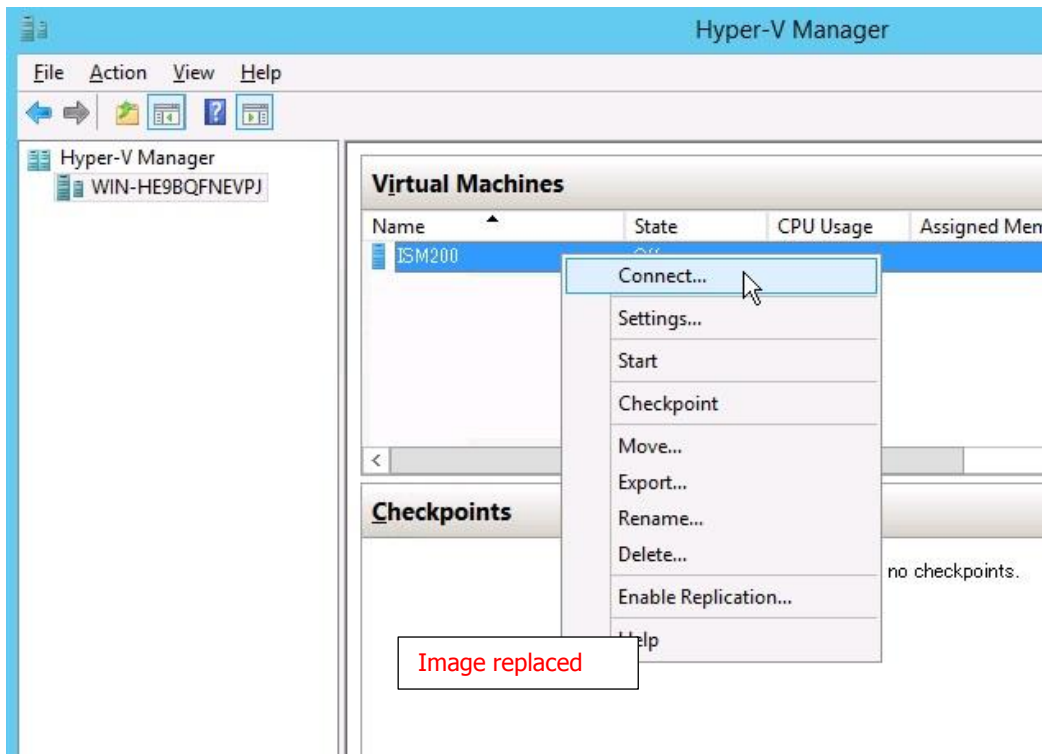 Hyper-V Manager
File Action View Help
Hyper-V Manager
WIN-HE9BQFNEVPJ
Virtual Machines
Name State CPU Usage Assigned Mem
ISM200
Connect...
Settings...
Start
Checkpoint
Move...
Export...
Rename...
Delete...
Enable Replication...
Help
Checkpoints
no checkpoints.
Image replaced